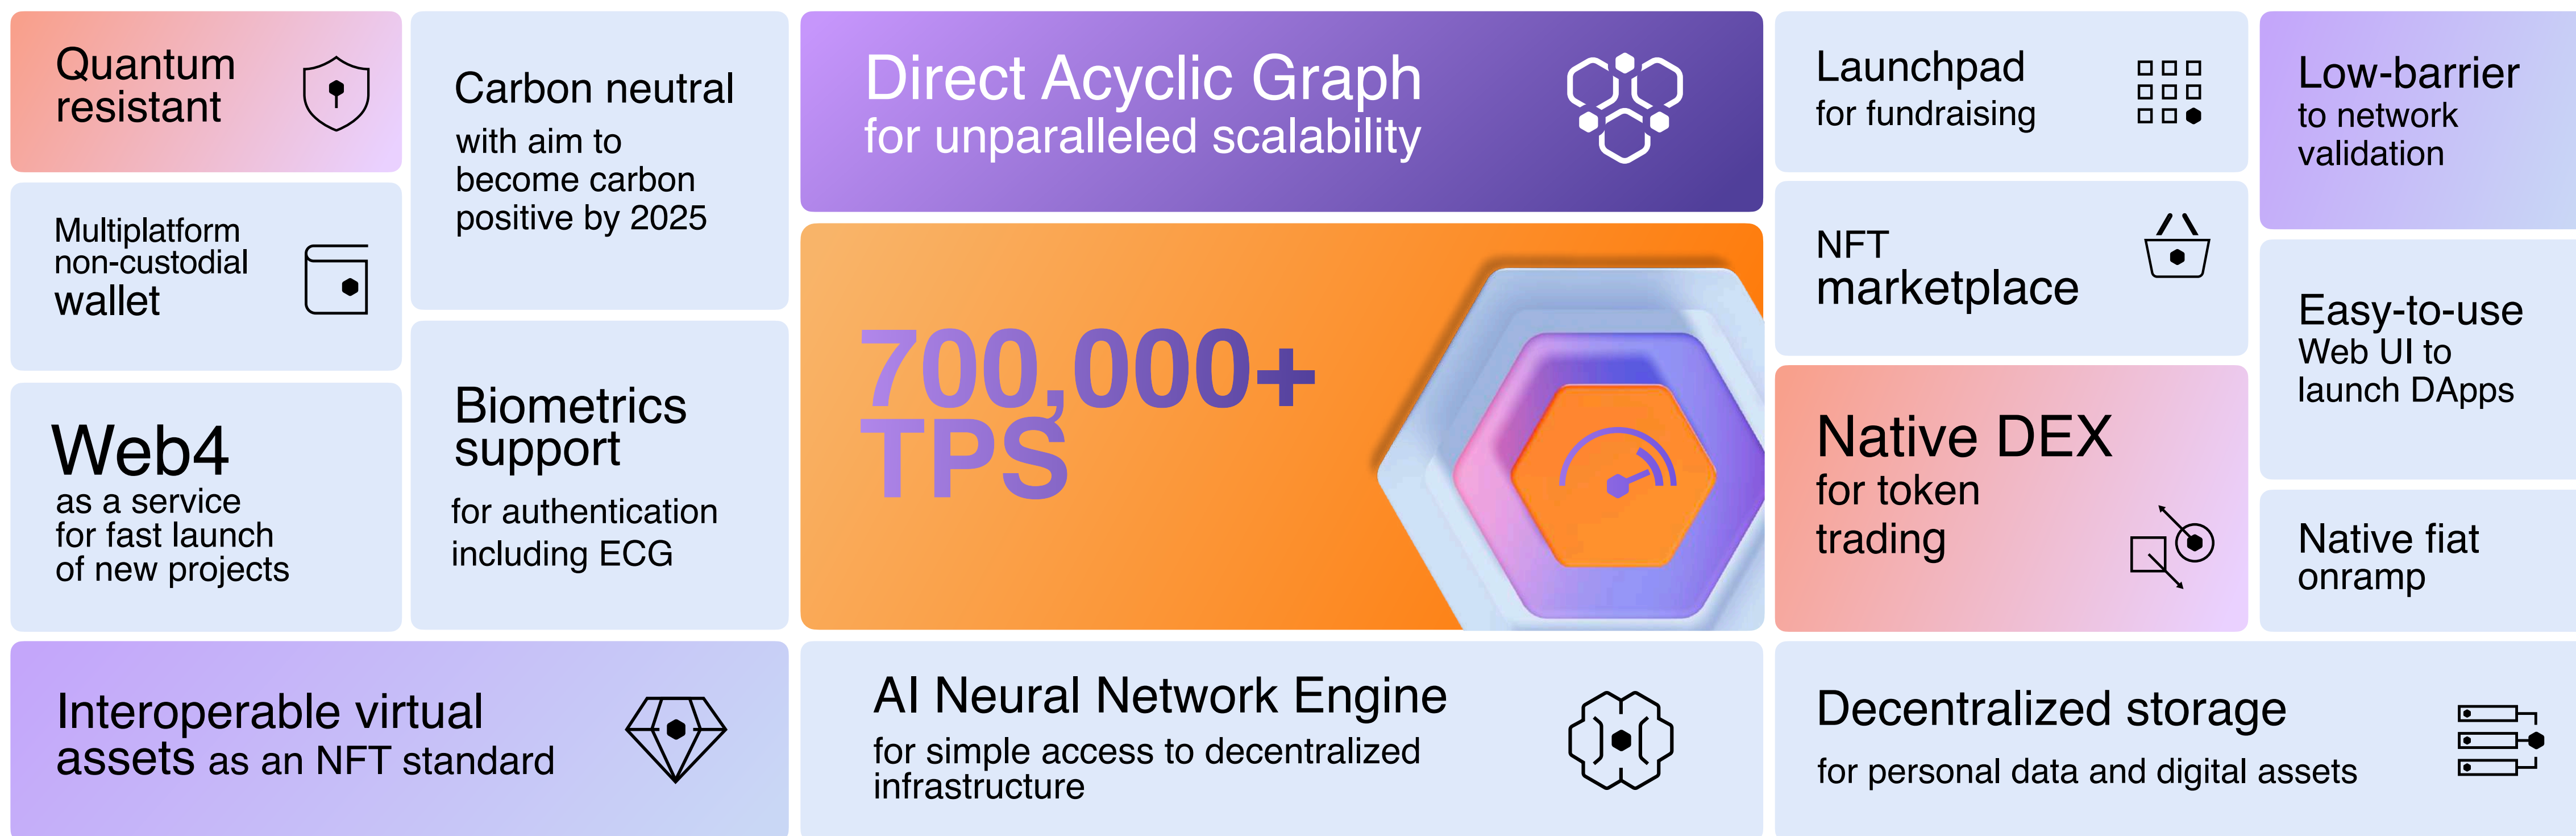 Quantum
resistant
Multiplatform
non-custodial
wallet
Web4
as a service
for fast launch
of new projects
Carbon neutral
with aim to
become carbon
positive by 2025
Biometrics
support
for authentication
including ECG
Interoperable virtual
assets as an NFT standard
Direct Acyclic Graph
for unparalleled scalability
700,000+
TPS
AI Neural Network Engine
for simple access to decentralized
infrastructure
Launchpad
for fundraising
NFT
marketplace
Native DEX
for token
trading
Low-barrier
to network
validation
Easy-to-use
Web UI to
launch DApps
Native fiat
onramp
Decentralized storage
for personal data and digital assets